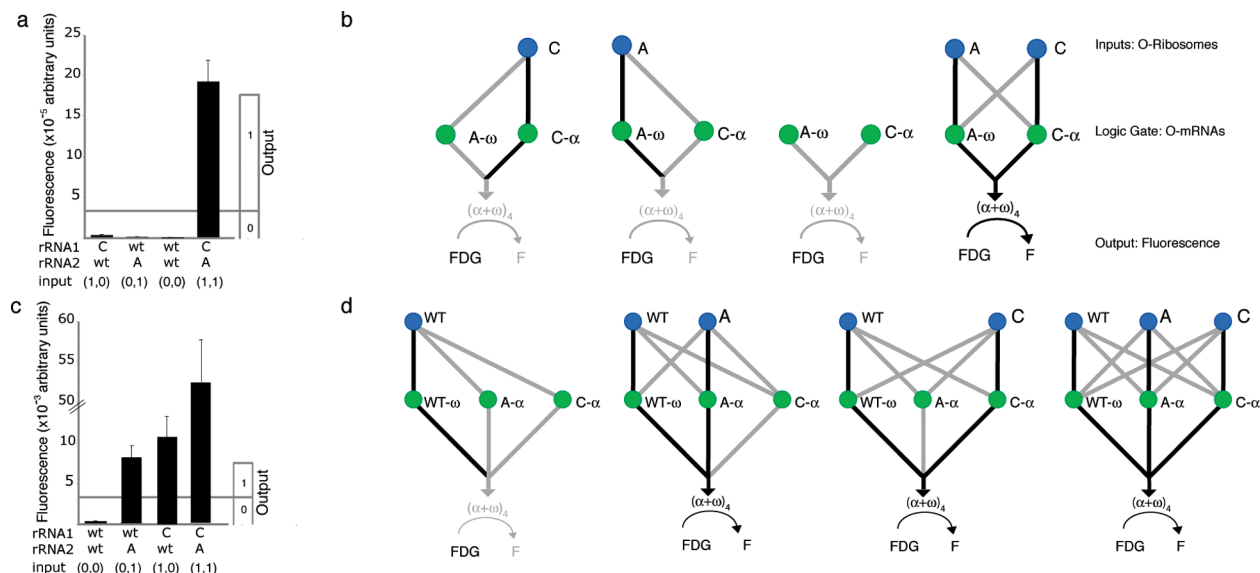 a
Fluorescence (x10⁻⁵ arbitrary units)
25
20
15
10
5
Output
1
0
rRNA1 C wt wt C
rRNA2 wt A wt A
input (1,0) (0,1) (0,0) (1,1)
b
C
A-ω C-α
(α+ω)₄
FDG F
A
A-ω C-α
(α+ω)₄
FDG F
A-ω C-α
(α+ω)₄
FDG F
A C
A-ω C-α
(α+ω)₄
FDG F
Inputs: O-Ribosomes
Logic Gate: O-mRNAs
Output: Fluorescence
c
Fluorescence (x10⁻³ arbitrary units)
60
55
50
10
5
Output
1
0
rRNA1 wt wt C C
rRNA2 wt A wt A
input (0,0) (0,1) (1,0) (1,1)
d
WT
WT-ω A-α C-α
(α+ω)₄
FDG F
WT A
WT-ω A-α C-α
(α+ω)₄
FDG F
WT C
WT-ω A-α C-α
(α+ω)₄
FDG F
WT A C
WT-ω A-α C-α
(α+ω)₄
FDG F